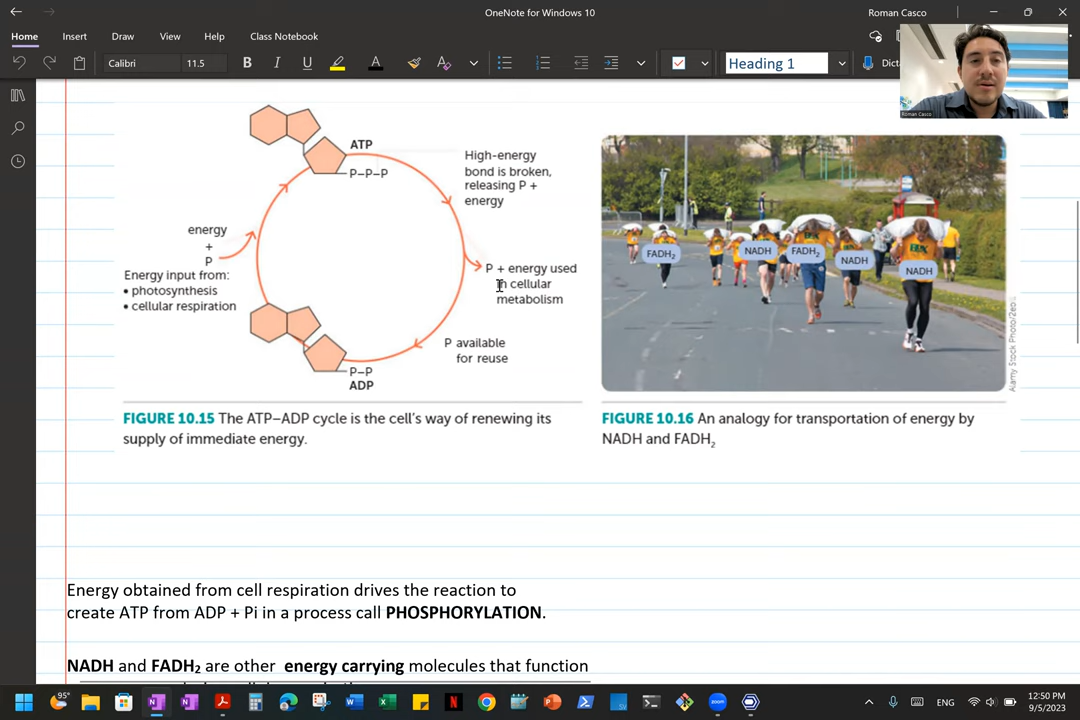 OneNote for Windows 10
Roman Casco
Home
Insert
Draw
View
Help
Class Notebook
Calibri
11.5
B
I
U
A
A
Heading 1
Dicta
Roman Casco
ATP
P–P–P
High-energy
bond is broken,
releasing P +
energy
energy
+
P
Energy input from:
• photosynthesis
• cellular respiration
P + energy used
in cellular
metabolism
P available
for reuse
P–P
ADP
FADH2
NADH
FADH2
NADH
NADH
FIGURE 10.15 The ATP–ADP cycle is the cell's way of renewing its
supply of immediate energy.
FIGURE 10.16 An analogy for transportation of energy by
NADH and FADH2
Energy obtained from cell respiration drives the reaction to
create ATP from ADP + Pi in a process call PHOSPHORYLATION.
NADH and FADH2 are other energy carrying molecules that function
95°
ENG
12:50 PM
9/5/2023